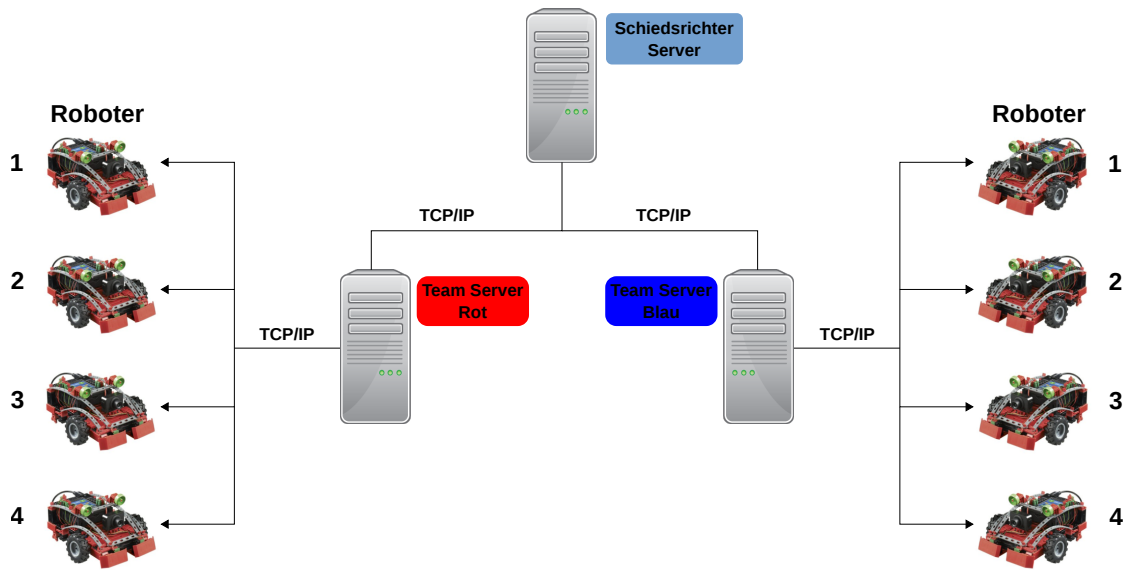 Schiedsrichter
Server
Roboter
Roboter
1
1
TCP/IP
TCP/IP
2
Team Server
Rot
Team Server
Blau
2
TCP/IP
TCP/IP
3
3
4
4